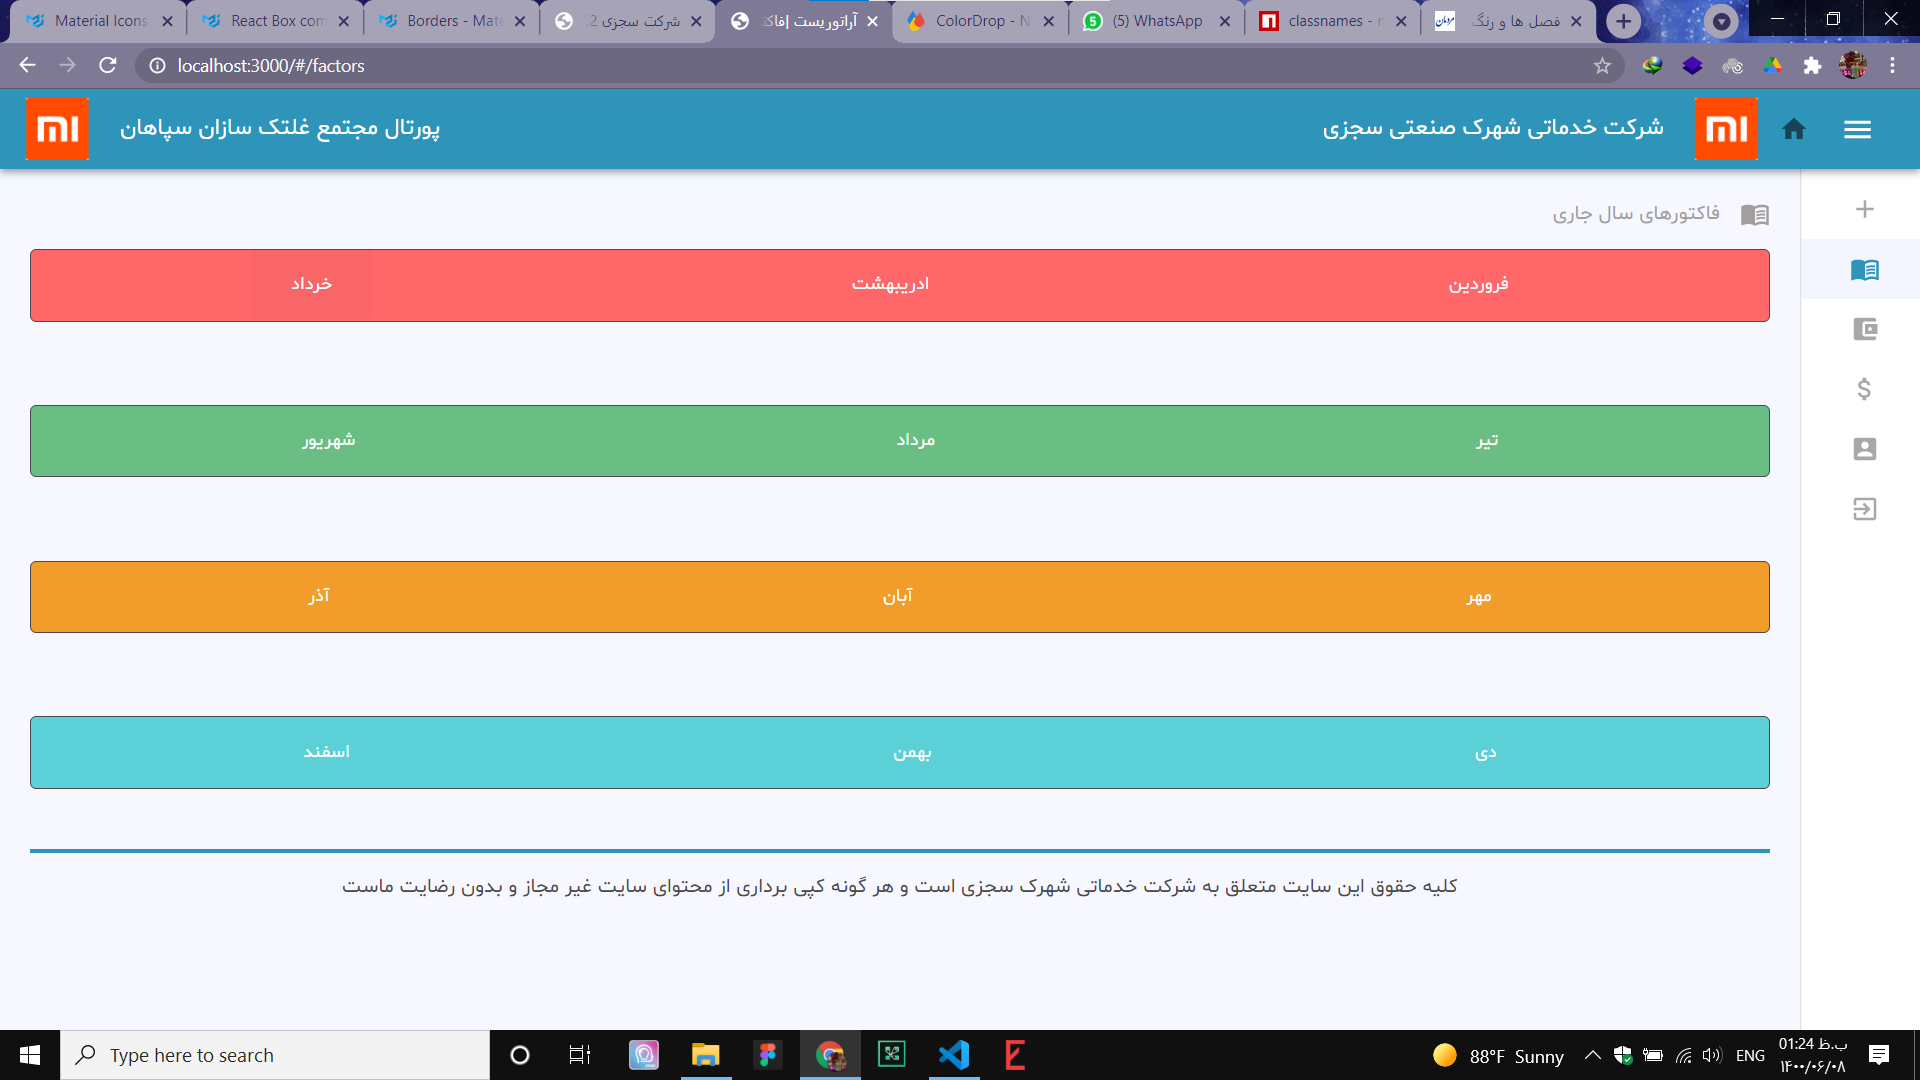 Material Icons
React Box com
Borders - Mate
شرکت سجزی 2
آراتوریست |فاک
ColorDrop - N
(5) WhatsApp
classnames - n
فصل ها و رنگ
localhost:3000/#/factors
شرکت خدماتی شهرک صنعتی سجزی
پورتال مجتمع غلتک سازان سپاهان
فاکتورهای سال جاری
فروردین ادریبهشت خرداد
تیر مرداد شهریور
مهر آبان آذر
دی بهمن اسفند
کلیه حقوق این سایت متعلق به شرکت خدماتی شهرک سجزی است و هر گونه کپی برداری از محتوای سایت غیر مجاز و بدون رضایت ماست
Type here to search
88°F Sunny
ENG
01:24 ب.ظ
۱۴۰۰/۰۶/۰۸